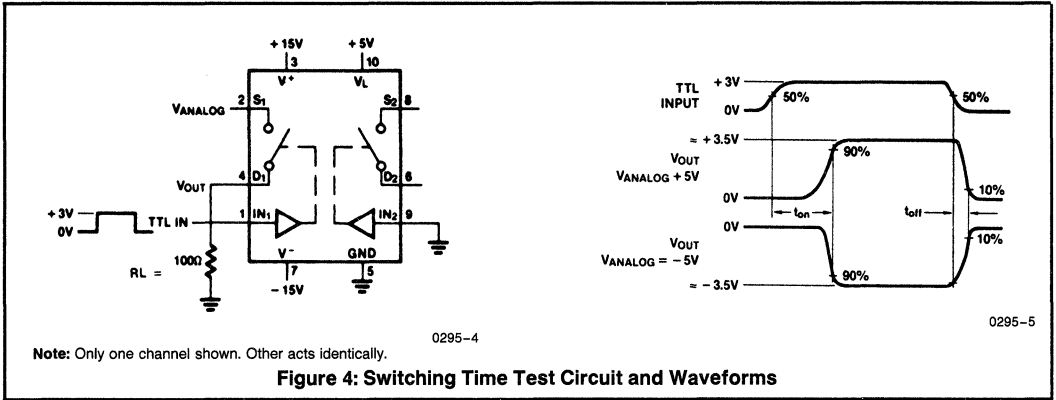 + 15V
3
V+
+ 5V
10
VL
VANALOG
2
S1
S2
8
VOUT
4
D1
D2
6
+ 3V
0V
TTL IN
1
IN1
IN2
9
RL =
100Ω
V−
7
− 15V
GND
5
0295–4
Note: Only one channel shown. Other acts identically.
TTL
INPUT
+ 3V
0V
50%
50%
≈ + 3.5V
VOUT
VANALOG + 5V
0V
90%
10%
ton
toff
0V
VOUT
VANALOG = − 5V
≈ − 3.5V
90%
10%
0295–5
Figure 4: Switching Time Test Circuit and Waveforms